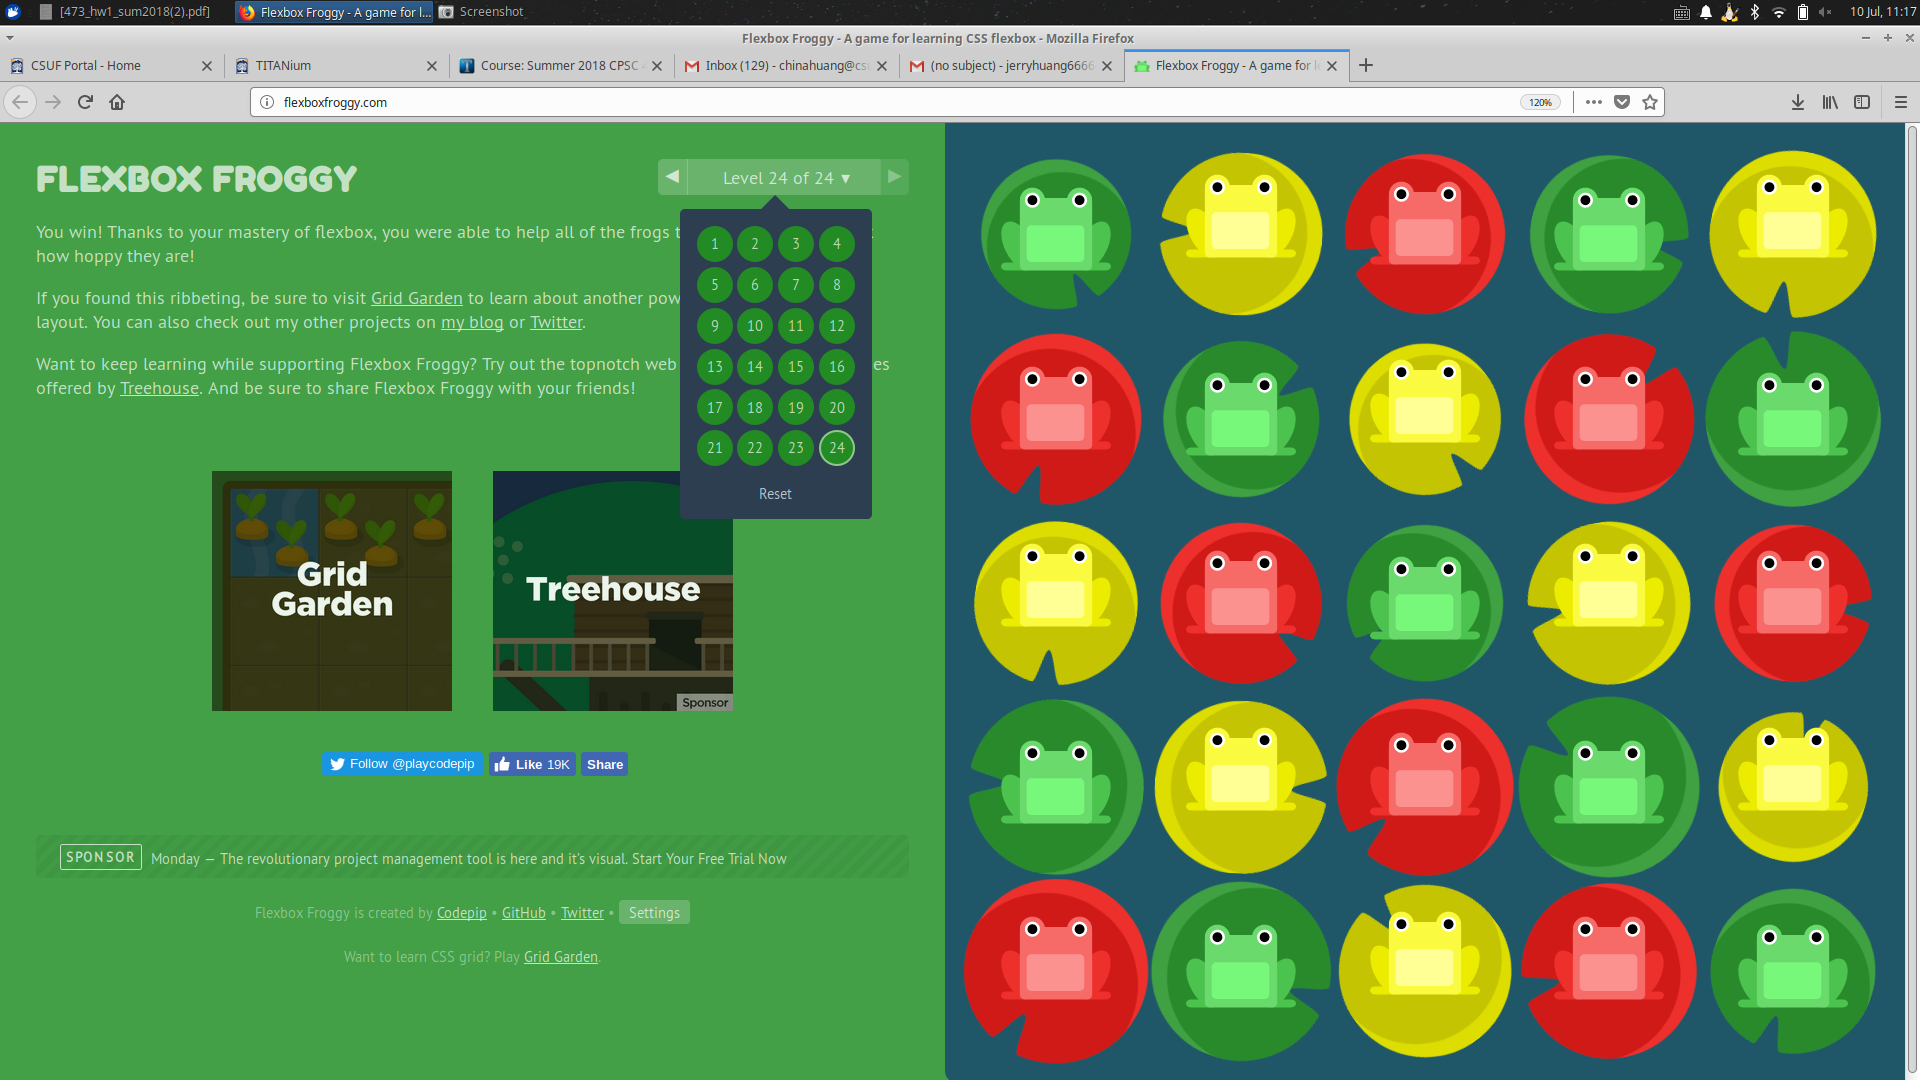 [473_hw1_sum2018(2).pdf]
Flexbox Froggy - A game for l...
Screenshot
10 Jul, 11:17
Flexbox Froggy - A game for learning CSS flexbox - Mozilla Firefox
CSUF Portal - Home
TITANium
Course: Summer 2018 CPSC
Inbox (129) - chinahuang@cs
(no subject) - jerryhuang6666
Flexbox Froggy - A game for l
flexboxfroggy.com
120%
FLEXBOX FROGGY
Level 24 of 24 ▼
You win! Thanks to your mastery of flexbox, you were able to help all of the frogs
how hoppy they are!
If you found this ribbeting, be sure to visit Grid Garden to learn about another pow
layout. You can also check out my other projects on my blog or Twitter.
Want to keep learning while supporting Flexbox Froggy? Try out the topnotch web es
offered by Treehouse. And be sure to share Flexbox Froggy with your friends!
1 2 3 4
5 6 7 8
9 10 11 12
13 14 15 16
17 18 19 20
21 22 23 24
Reset
Grid
Garden
Treehouse
Sponsor
Follow @playcodepip
Like 19K
Share
SPONSOR Monday — The revolutionary project management tool is here and it's visual. Start Your Free Trial Now
Flexbox Froggy is created by Codepip • GitHub • Twitter • Settings
Want to learn CSS grid? Play Grid Garden.